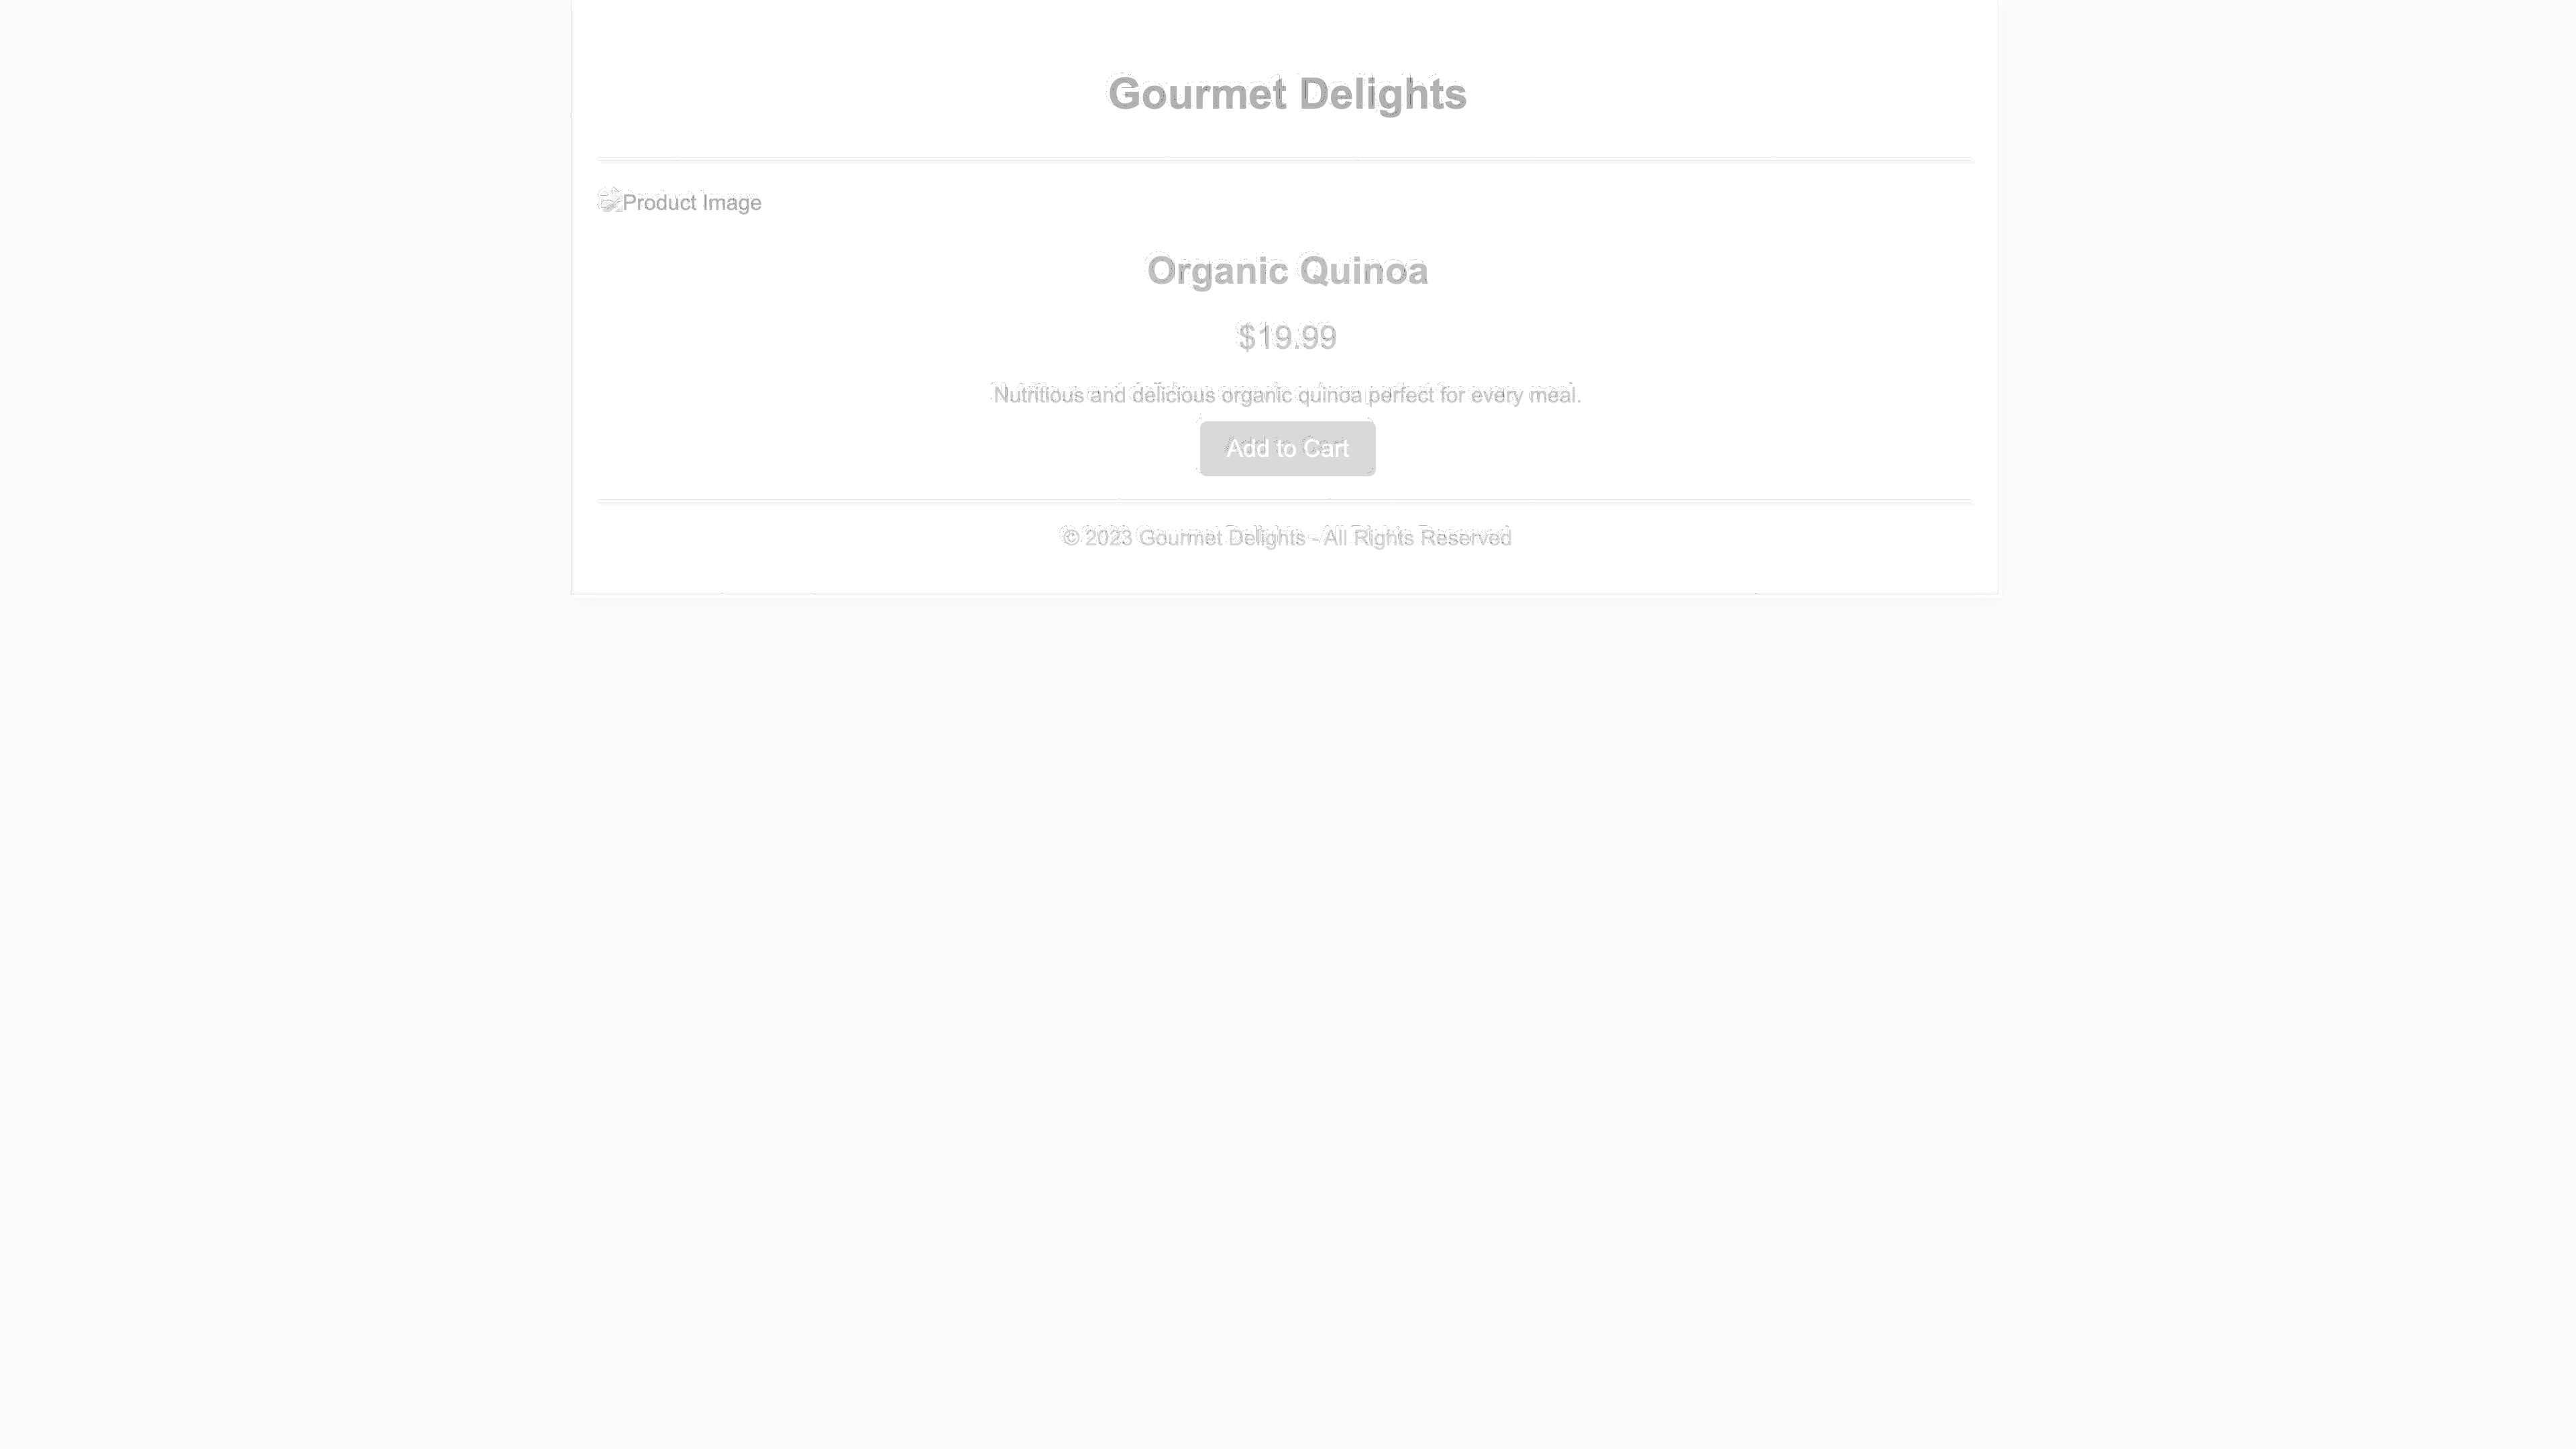 Gourmet Delights
Product Image
Organic Quinoa
$19.99
Nutritious and delicious organic quinoa perfect for every meal.
Add to Cart
© 2023 Gourmet Delights - All Rights Reserved